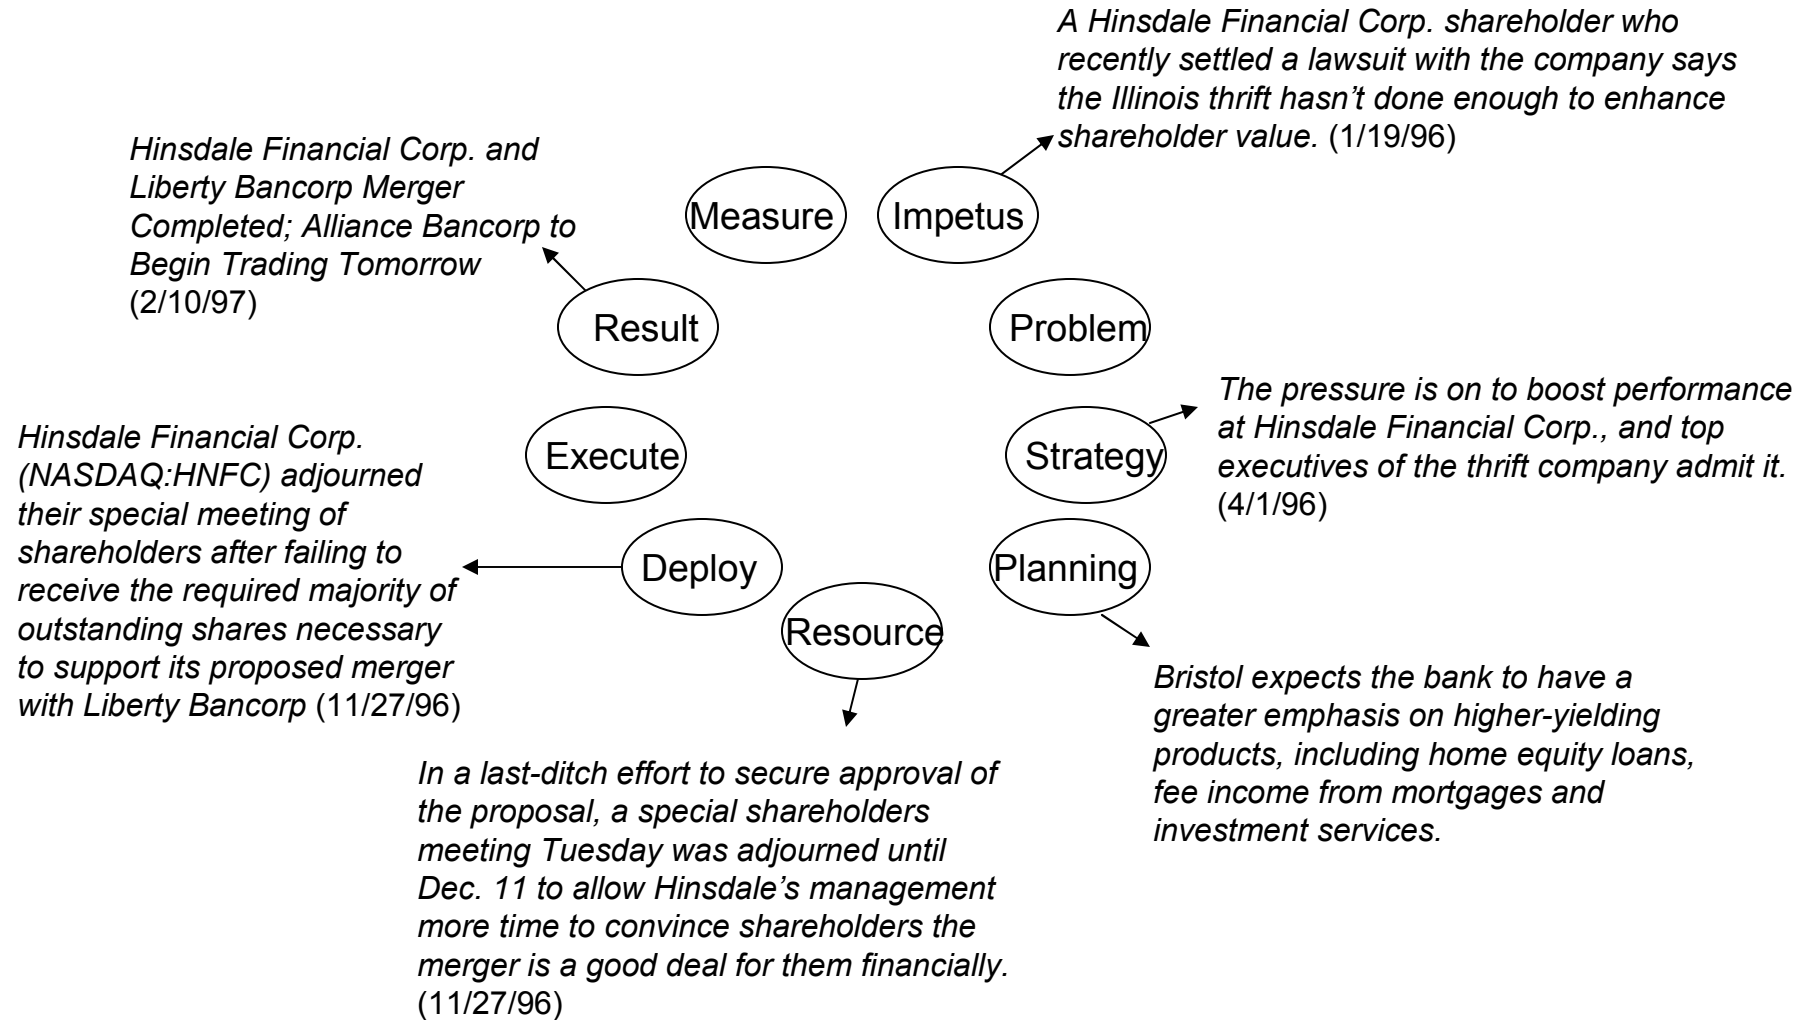 A Hinsdale Financial Corp. shareholder who
recently settled a lawsuit with the company says
the Illinois thrift hasn’t done enough to enhance
shareholder value. (1/19/96)
Hinsdale Financial Corp. and
Liberty Bancorp Merger
Completed; Alliance Bancorp to
Begin Trading Tomorrow
(2/10/97)
Measure
Impetus
Result
Problem
The pressure is on to boost performance
at Hinsdale Financial Corp., and top
executives of the thrift company admit it.
(4/1/96)
Execute
Strategy
Hinsdale Financial Corp.
(NASDAQ:HNFC) adjourned
their special meeting of
shareholders after failing to
receive the required majority of
outstanding shares necessary
to support its proposed merger
with Liberty Bancorp (11/27/96)
Deploy
Planning
Resource
Bristol expects the bank to have a
greater emphasis on higher-yielding
products, including home equity loans,
fee income from mortgages and
investment services.
In a last-ditch effort to secure approval of
the proposal, a special shareholders
meeting Tuesday was adjourned until
Dec. 11 to allow Hinsdale’s management
more time to convince shareholders the
merger is a good deal for them financially.
(11/27/96)